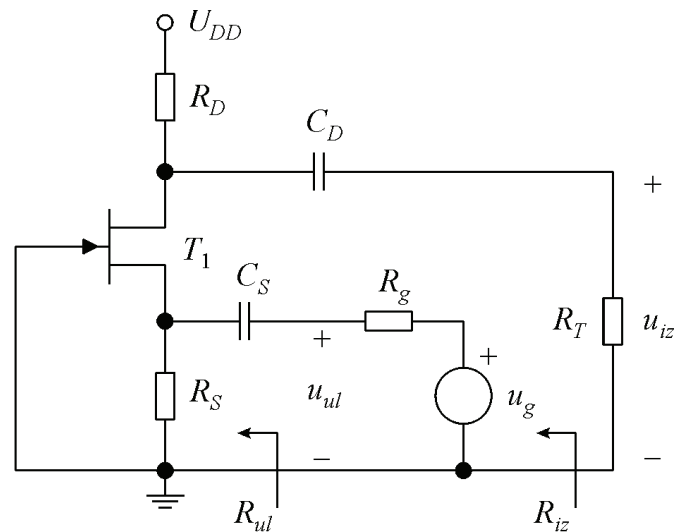 U_DD
R_D
C_D
+
T_1
C_S
R_g
+
+
R_T
u_iz
R_S
u_ul
u_g
−
−
R_ul
R_iz